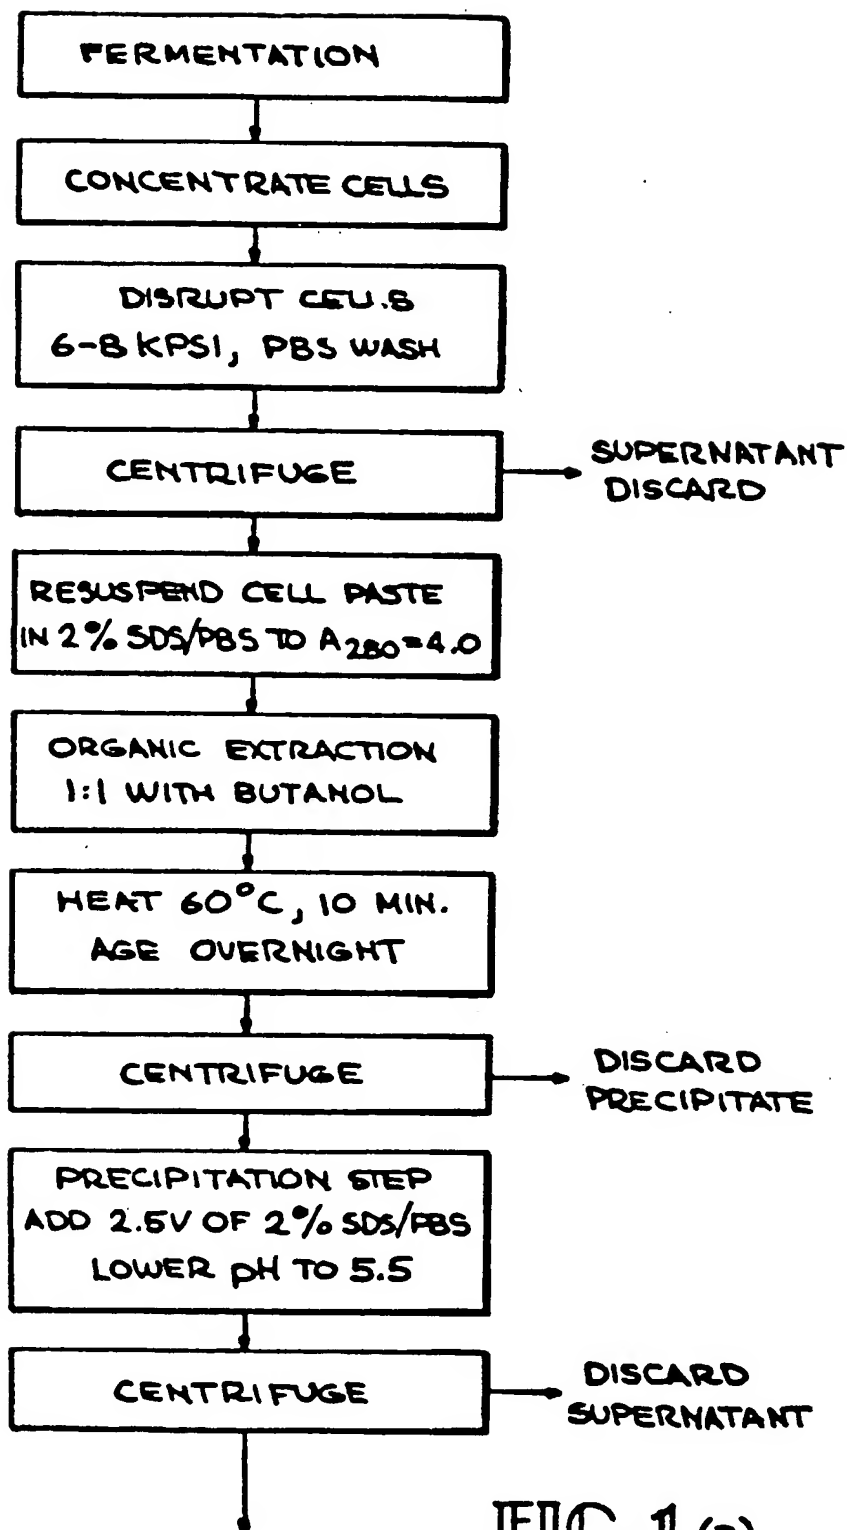 FERMENTATION
CONCENTRATE CELLS
DISRUPT CELLS
6-8 KPSI, PBS WASH
CENTRIFUGE
SUPERNATANT
DISCARD
RESUSPEND CELL PASTE
IN 2% SDS/PBS TO A280=4.0
ORGANIC EXTRACTION
1:1 WITH BUTANOL
HEAT 60°C, 10 MIN.
AGE OVERNIGHT
CENTRIFUGE
DISCARD
PRECIPITATE
PRECIPITATION STEP
ADD 2.5V OF 2% SDS/PBS
LOWER pH TO 5.5
CENTRIFUGE
DISCARD
SUPERNATANT